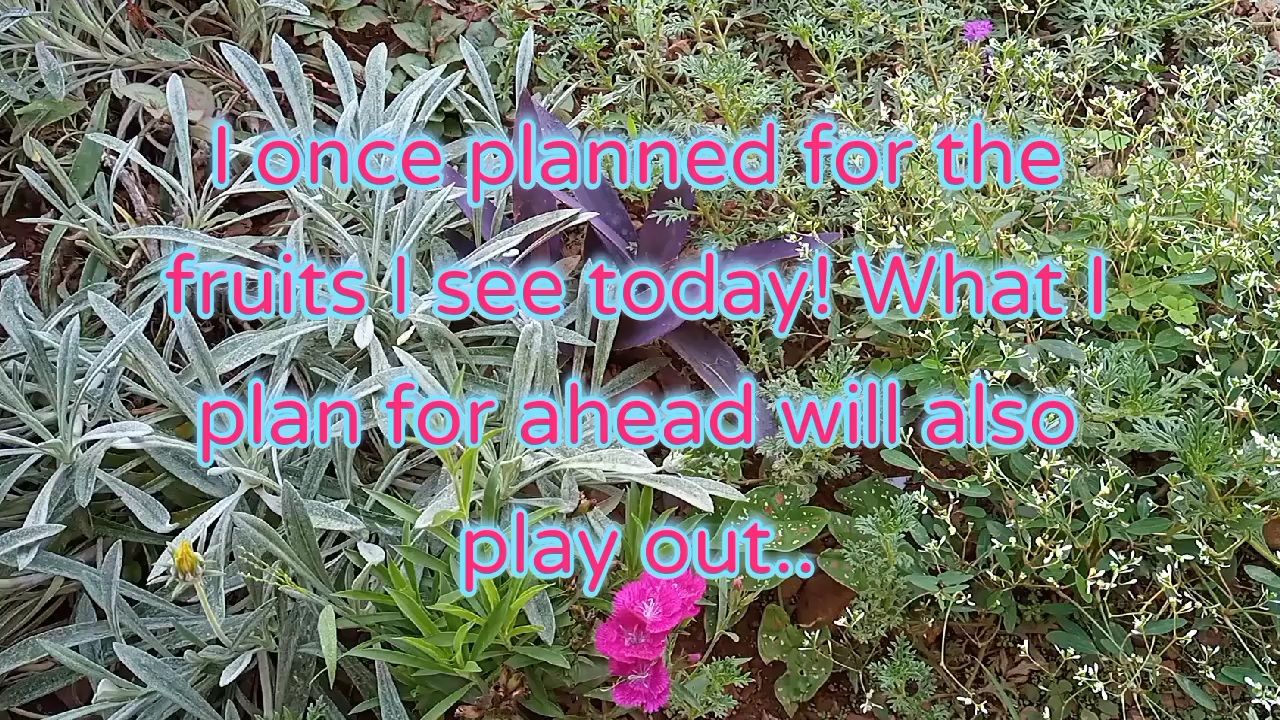 I once planned for the
fruits I see today! What I
plan for ahead will also
play out..